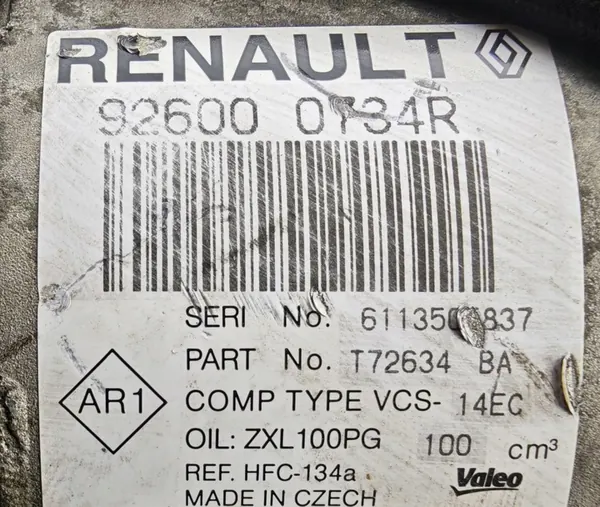 RENAULT
92600 0734R
SERI No.
PART No. T72634 BA
AR1
COMP TYPE VCS- 14EC
OIL: ZXL100PG 100 cm³
REF. HFC-134a
Valeo
MADE IN CZECH